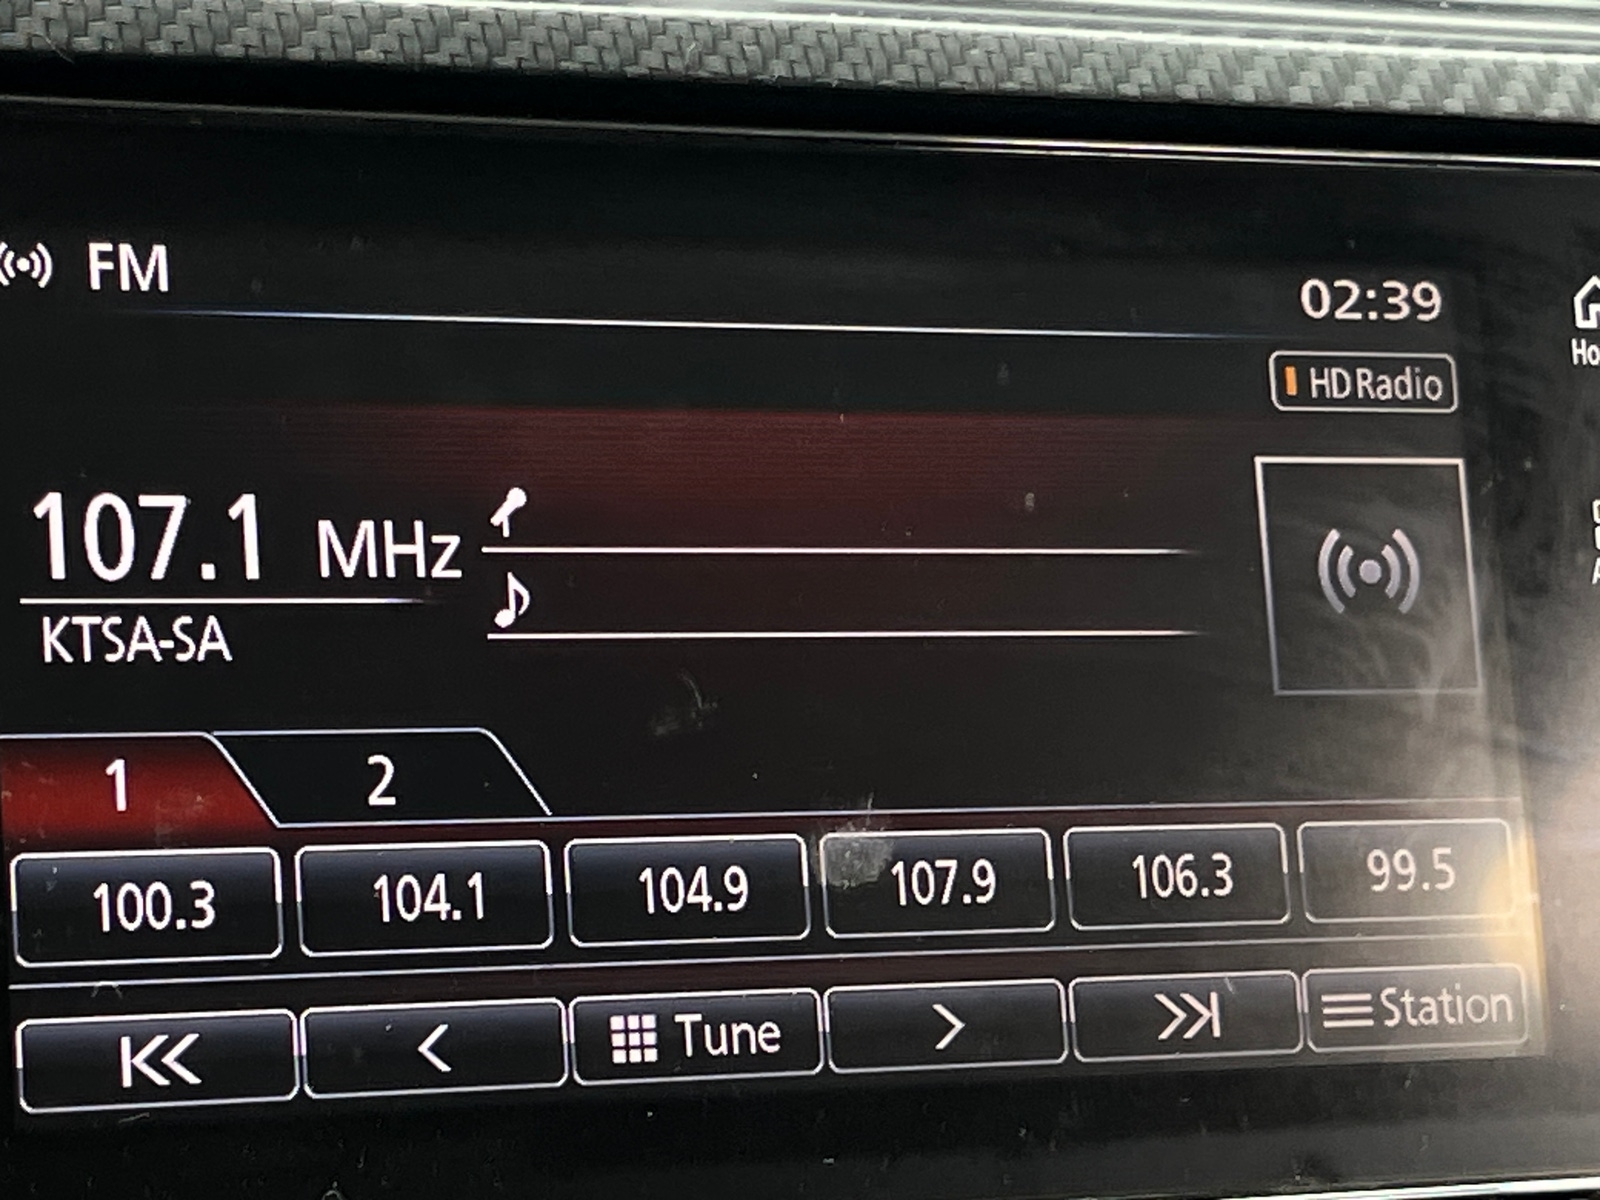 FM
02:39
Ho
HD Radio
107.1 MHz
KTSA-SA
1 2
100.3 104.1 104.9 107.9 106.3 99.5
Tune Station